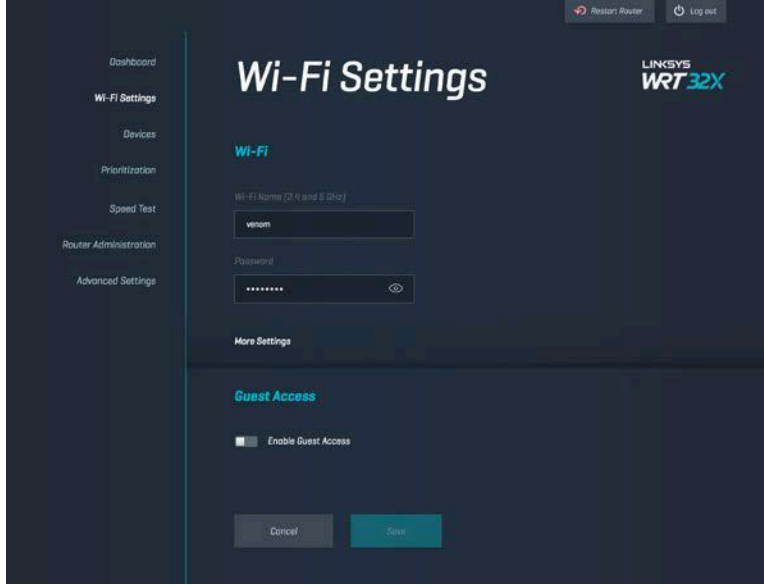 Restart Router
Log out
Dashboard
Wi-Fi Settings
Devices
Prioritization
Speed Test
Router Administration
Advanced Settings
Wi-Fi Settings
LINKSYS
WRT 32X
Wi-Fi
Wi-Fi Name (2.4 and 5 GHz)
venom
Password
••••••••
More Settings
Guest Access
Enable Guest Access
Cancel
Save